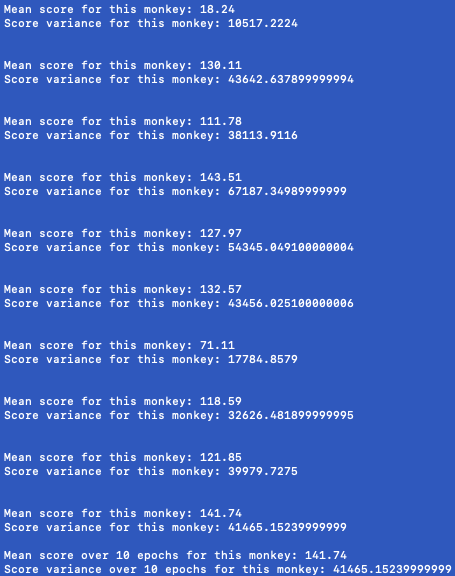 Mean score for this monkey: 18.24
Score variance for this monkey: 10517.2224
Mean score for this monkey: 130.11
Score variance for this monkey: 43642.637899999994
Mean score for this monkey: 111.78
Score variance for this monkey: 38113.9116
Mean score for this monkey: 143.51
Score variance for this monkey: 67187.34989999999
Mean score for this monkey: 127.97
Score variance for this monkey: 54345.049100000004
Mean score for this monkey: 132.57
Score variance for this monkey: 43456.025100000006
Mean score for this monkey: 71.11
Score variance for this monkey: 17784.8579
Mean score for this monkey: 118.59
Score variance for this monkey: 32626.481899999995
Mean score for this monkey: 121.85
Score variance for this monkey: 39979.7275
Mean score for this monkey: 141.74
Score variance for this monkey: 41465.15239999999
Mean score over 10 epochs for this monkey: 141.74
Score variance over 10 epochs for this monkey: 41465.15239999999